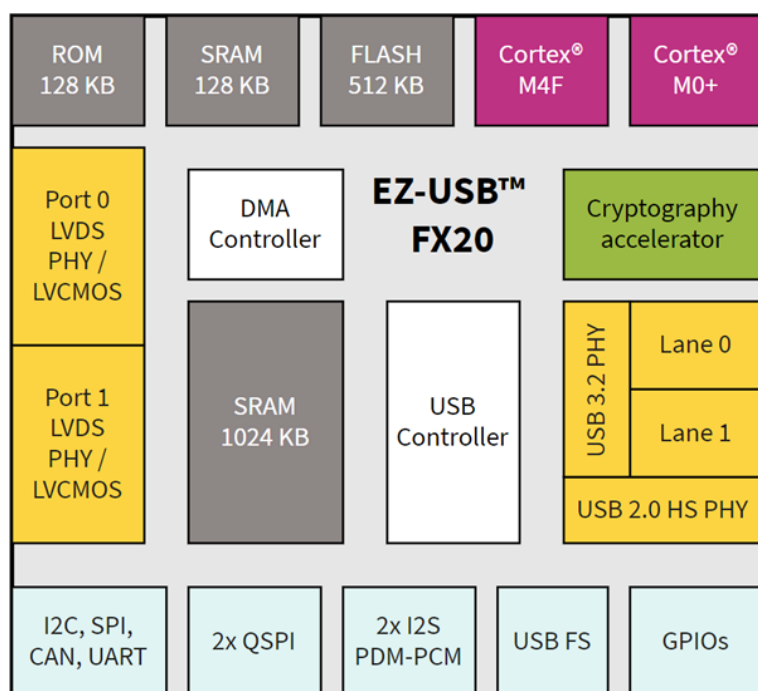 ROM
128 KB
SRAM
128 KB
FLASH
512 KB
Cortex®
M4F
Cortex®
M0+
Port 0
LVDS
PHY /
LVCMOS
DMA
Controller
EZ-USB™
FX20
Cryptography
accelerator
Port 1
LVDS
PHY /
LVCMOS
SRAM
1024 KB
USB
Controller
USB 3.2 PHY
Lane 0
Lane 1
USB 2.0 HS PHY
I2C, SPI,
CAN, UART
2x QSPI
2x I2S
PDM-PCM
USB FS
GPIOs